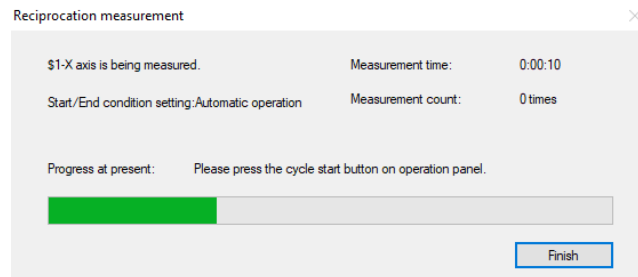 Reciprocation measurement
$1-X axis is being measured. Measurement time: 0:00:10
Start/End condition setting:Automatic operation Measurement count: 0 times
Progress at present: Please press the cycle start button on operation panel.
Finish